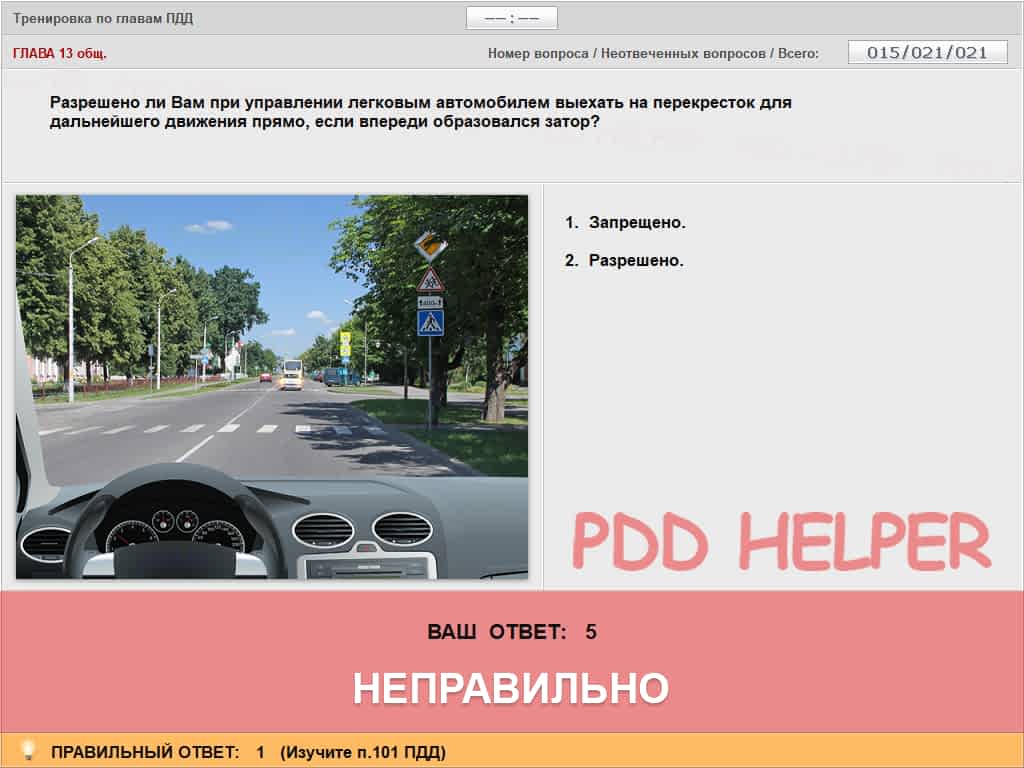 Тренировка по главам ПДД
–– : ––
ГЛАВА 13 общ.
Номер вопроса / Неотвеченных вопросов / Всего: 015/021/021
Разрешено ли Вам при управлении легковым автомобилем выехать на перекресток для
дальнейшего движения прямо, если впереди образовался затор?
1. Запрещено.
2. Разрешено.
PDD HELPER
ВАШ ОТВЕТ: 5
НЕПРАВИЛЬНО
ПРАВИЛЬНЫЙ ОТВЕТ: 1 (Изучите п.101 ПДД)